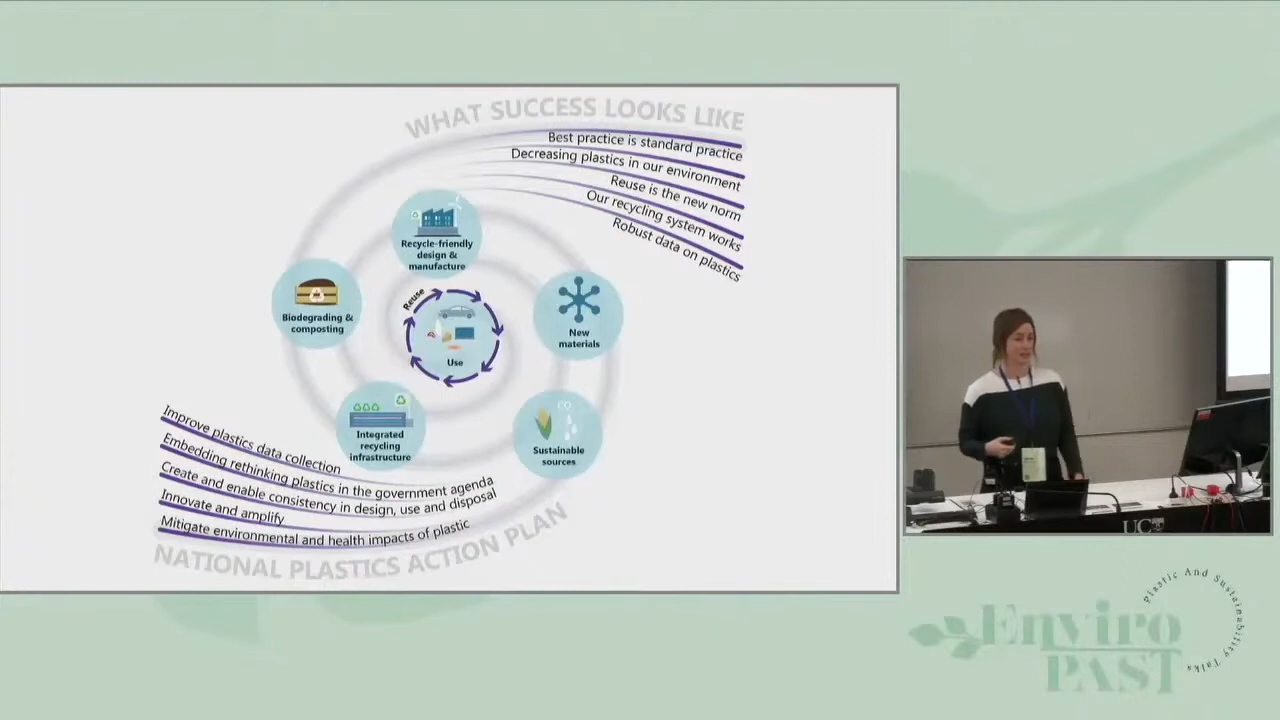 WHAT SUCCESS LOOKS LIKE
Best practice is standard practice
Decreasing plastics in our environment
Reuse is the new norm
Our recycling system works
Robust data on plastics
Recycle-friendly
design &
manufacture
Biodegrading &
composting
Reuse
Use
New
materials
Integrated
recycling
infrastructure
Sustainable
sources
Improve plastics data collection
Embedding rethinking plastics in the government agenda
Create and enable consistency in design, use and disposal
Innovate and amplify
Mitigate environmental and health impacts of plastic
NATIONAL PLASTICS ACTION PLAN
UC
Plastic And Sustainability Talks
Enviro
PAST